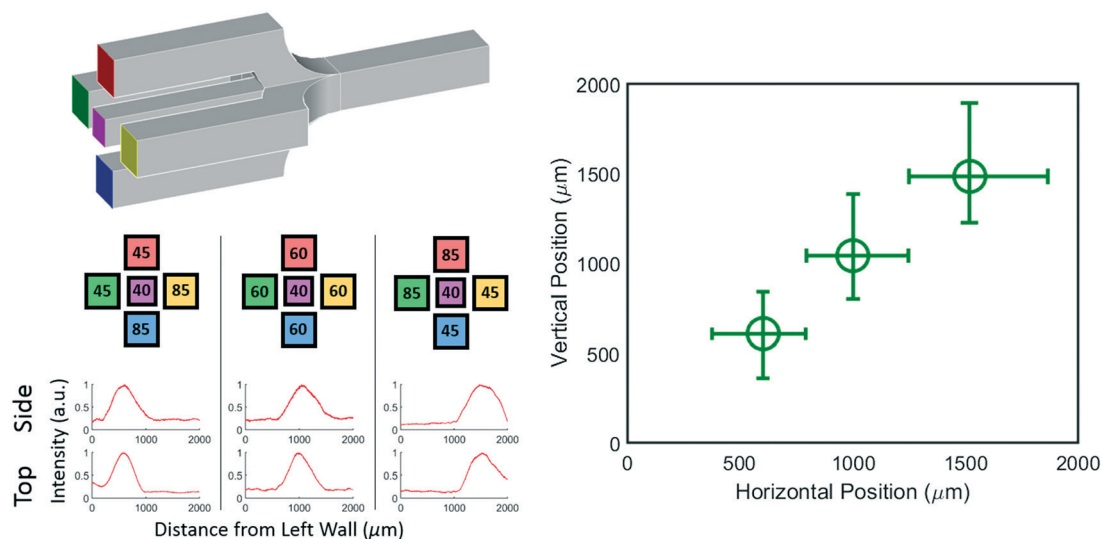 45 60 85
45 40 85 60 40 60 85 40 45
85 60 45
Side
Top
Intensity (a.u.)
1 1 1
0.5 0.5 0.5
0 0 0
0 1000 2000 0 1000 2000 0 1000 2000
1 1 1
0.5 0.5 0.5
0 0 0
0 1000 2000 0 1000 2000 0 1000 2000
Distance from Left Wall (μm)
Vertical Position (μm)
2000
1500
1000
500
0
0 500 1000 1500 2000
Horizontal Position (μm)